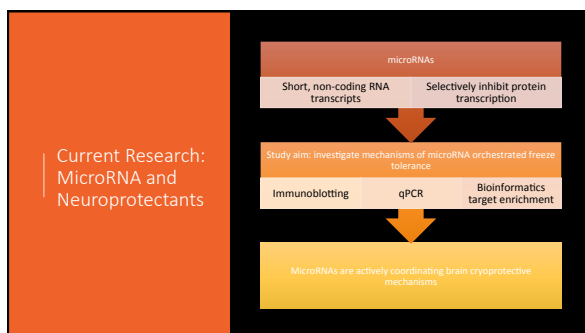 Current Research:
MicroRNA and
Neuroprotectants
microRNAs
Short, non-coding RNA
transcripts
Selectively inhibit protein
transcription
Study aim: investigate mechanisms of microRNA orchestrated freeze
tolerance
Immunoblotting
qPCR
Bioinformatics
target enrichment
MicroRNAs are actively coordinating brain cryoprotective
mechanisms